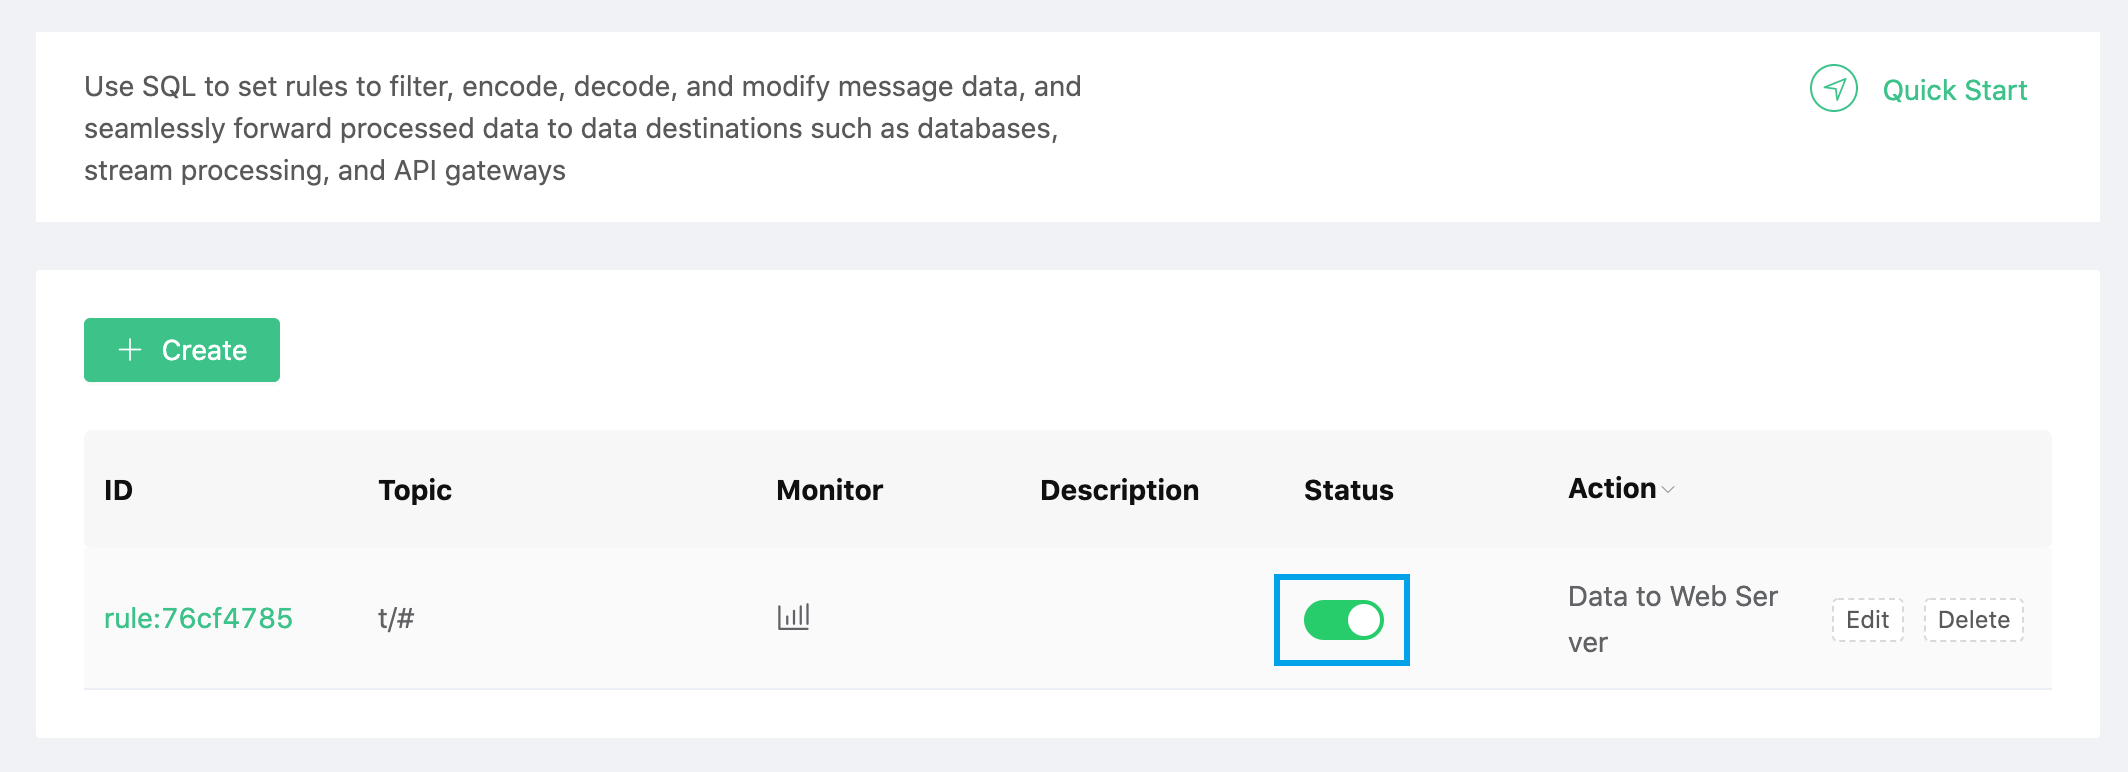 Use SQL to set rules to filter, encode, decode, and modify message data, and
seamlessly forward processed data to data destinations such as databases,
stream processing, and API gateways
Quick Start
Create
ID Topic Monitor Description Status Action
rule:76cf4785 t/# Data to Web Ser
ver Edit Delete